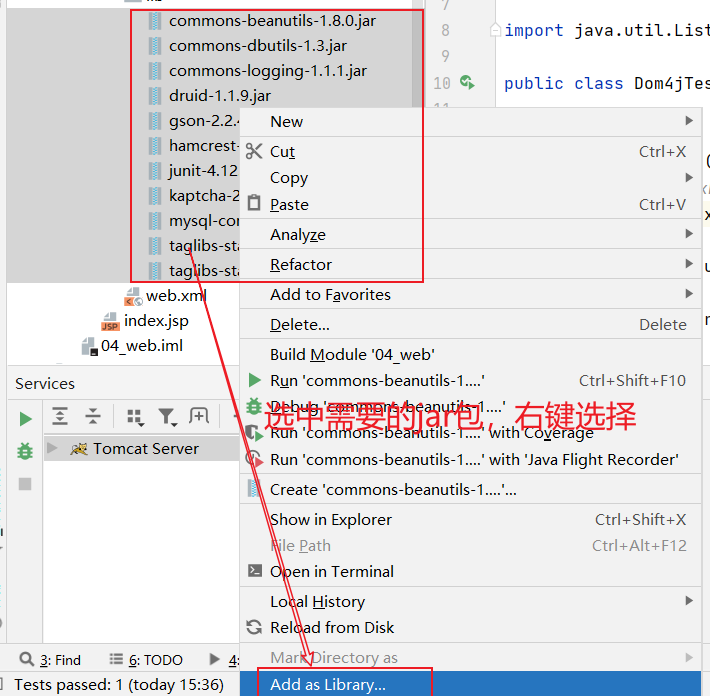 commons-beanutils-1.8.0.jar
commons-dbutils-1.3.jar
commons-logging-1.1.1.jar
druid-1.1.9.jar
gson-2.2.4
hamcrest-
junit-4.12
kaptcha-2
mysql-con
taglibs-sta
taglibs-sta
web.xml
index.jsp
04_web.iml
7
8 import java.util.List
9
10 public class Dom4jTes
New
Cut Ctrl+X
Copy
Paste Ctrl+V
Analyze
Refactor
Add to Favorites
Delete... Delete
Build Module '04_web'
Run 'commons-beanutils-1....' Ctrl+Shift+F10
Debug 'commons-beanutils-1....'
选中需要的jar包，右键选择
Run 'commons-beanutils-1....' with Coverage
Run 'commons-beanutils-1....' with 'Java Flight Recorder'
Create 'commons-beanutils-1....'...
Show in Explorer Ctrl+Shift+X
File Path Ctrl+Alt+F12
Open in Terminal
Local History
Reload from Disk
Mark Directory as
Add as Library...
Services
Tomcat Server
3: Find 6: TODO 4:
Tests passed: 1 (today 15:36)